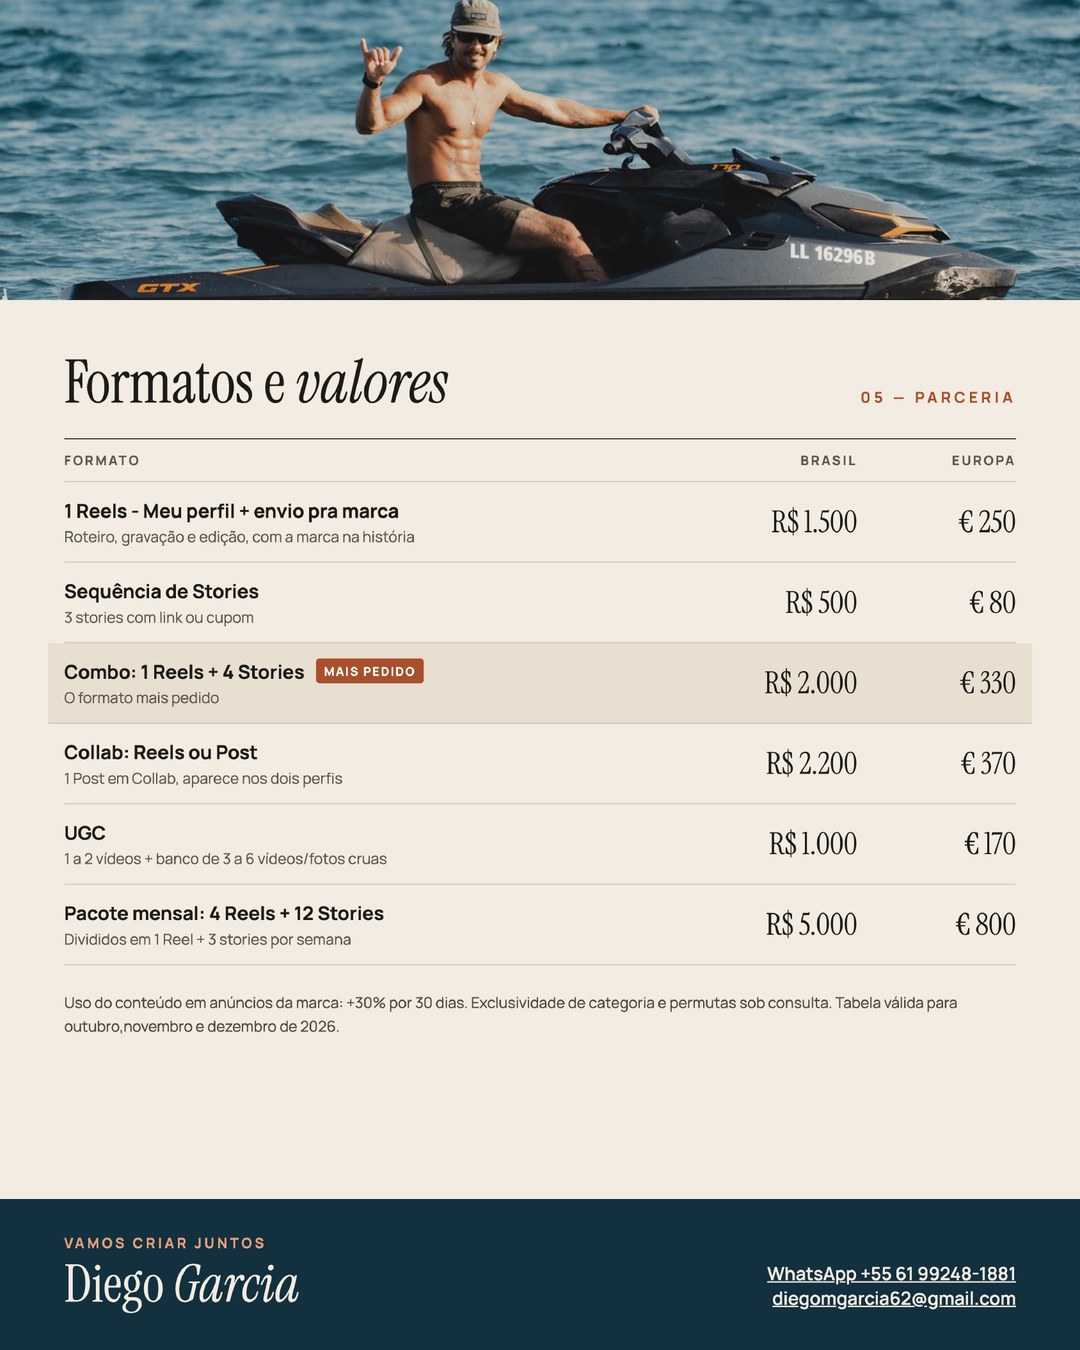 170
LL 16296B
GTX
Formatos e valores
05 — PARCERIA
FORMATO BRASIL EUROPA
1 Reels - Meu perfil + envio pra marca
Roteiro, gravação e edição, com a marca na história
R$ 1.500 € 250
Sequência de Stories
3 stories com link ou cupom
R$ 500 € 80
Combo: 1 Reels + 4 Stories MAIS PEDIDO
O formato mais pedido
R$ 2.000 € 330
Collab: Reels ou Post
1 Post em Collab, aparece nos dois perfis
R$ 2.200 € 370
UGC
1 a 2 vídeos + banco de 3 a 6 vídeos/fotos cruas
R$ 1.000 € 170
Pacote mensal: 4 Reels + 12 Stories
Divididos em 1 Reel + 3 stories por semana
R$ 5.000 € 800
Uso do conteúdo em anúncios da marca: +30% por 30 dias. Exclusividade de categoria e permutas sob consulta. Tabela válida para
outubro,novembro e dezembro de 2026.
VAMOS CRIAR JUNTOS
Diego Garcia
WhatsApp +55 61 99248-1881
diegomgarcia62@gmail.com